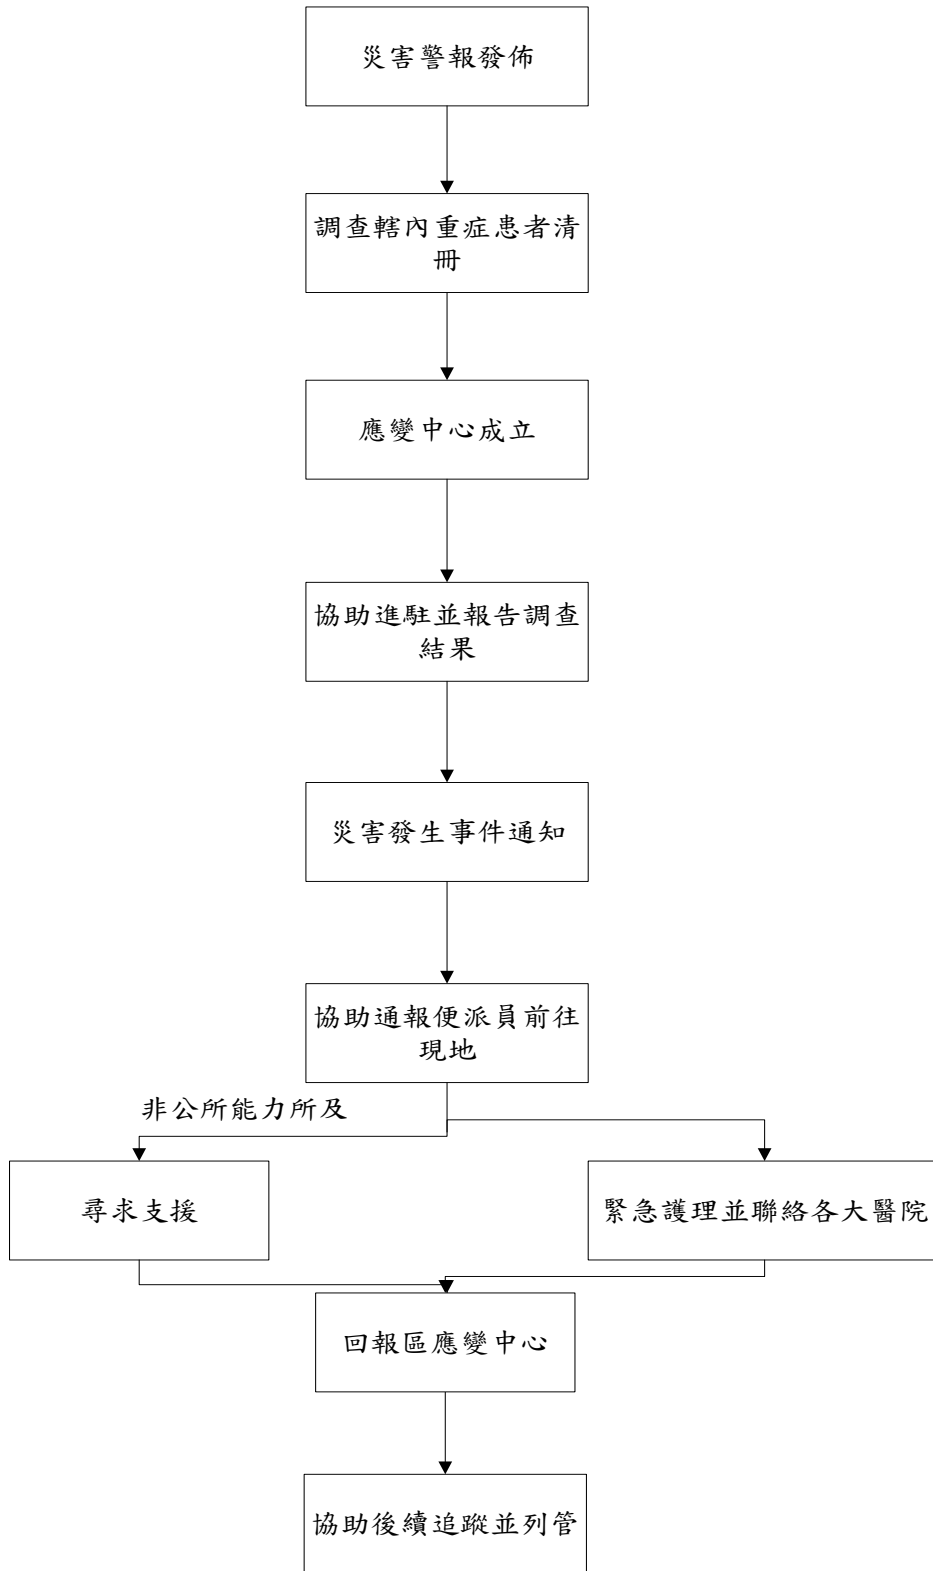 災害警報發佈
調查轄內重症患者清
冊
應變中心成立
協助進駐並報告調查
結果
災害發生事件通知
協助通報便派員前往
現地
非公所能力所及
尋求支援
緊急護理並聯絡各大醫院
回報區應變中心
協助後續追蹤並列管